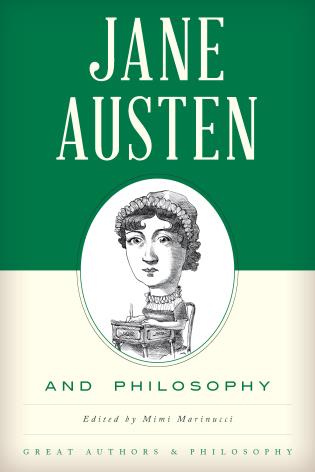 JANE
AUSTEN
AND PHILOSOPHY
Edited by Mimi Marinucci
GREAT AUTHORS & PHILOSOPHY